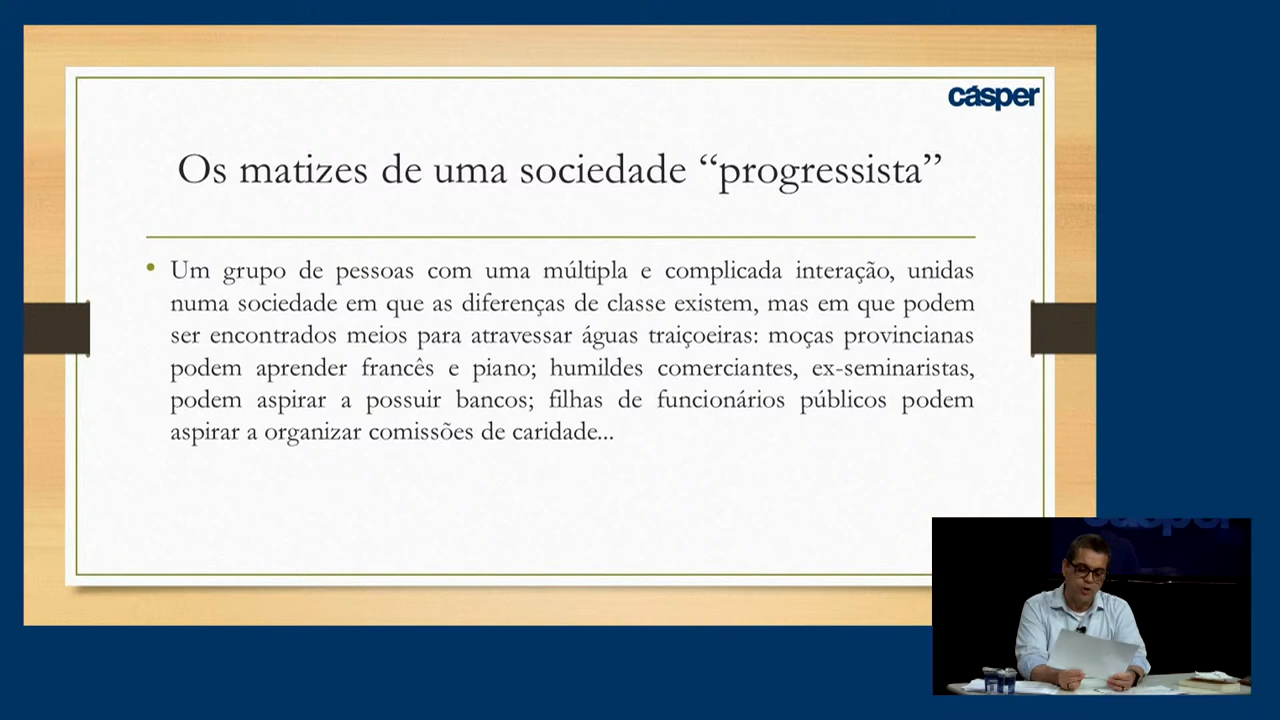 cásper
Os matizes de uma sociedade “progressista”
• Um grupo de pessoas com uma múltipla e complicada interação, unidas
numa sociedade em que as diferenças de classe existem, mas em que podem
ser encontrados meios para atravessar águas traiçoeiras: moças provincianas
podem aprender francês e piano; humildes comerciantes, ex-seminaristas,
podem aspirar a possuir bancos; filhas de funcionários públicos podem
aspirar a organizar comissões de caridade...
cásper